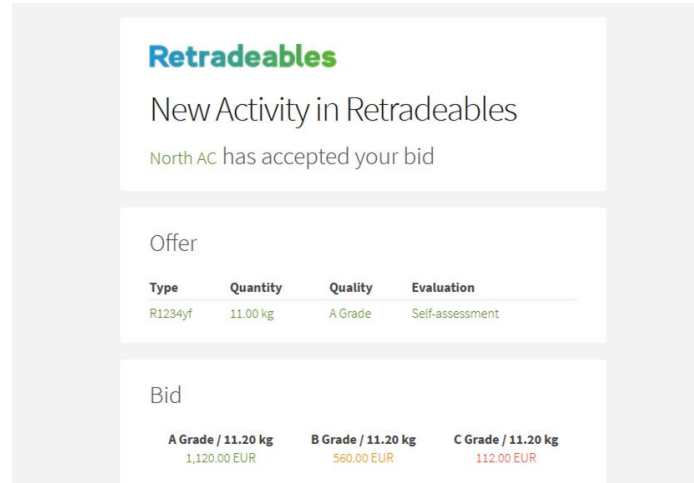 Retradeables
New Activity in Retradeables
North AC has accepted your bid
Offer
Type Quantity Quality Evaluation
R1234yf 11.00 kg A Grade Self-assessment
Bid
A Grade / 11.20 kg B Grade / 11.20 kg C Grade / 11.20 kg
1,120.00 EUR 560.00 EUR 112.00 EUR